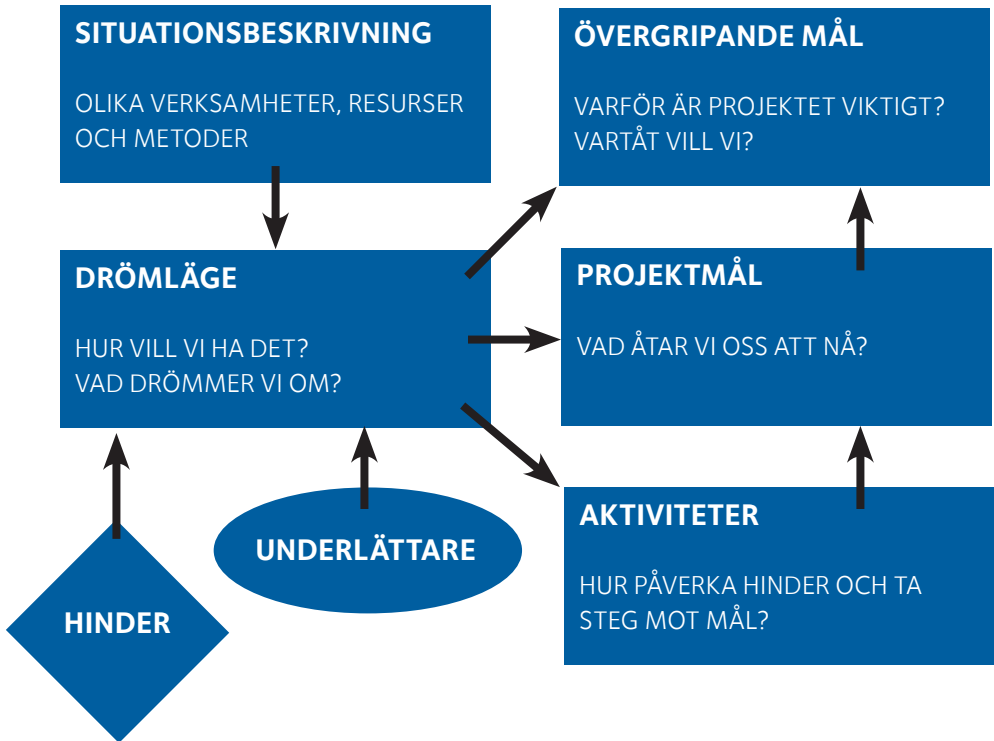 SITUATIONSBESKRIVNING
OLIKA VERKSAMHETER, RESURSER
OCH METODER
ÖVERGRIPANDE MÅL
VARFÖR ÄR PROJEKTET VIKTIGT?
VARTÅT VILL VI?
DRÖMLÄGE
HUR VILL VI HA DET?
VAD DRÖMMER VI OM?
PROJEKTMÅL
VAD ÅTAR VI OSS ATT NÅ?
HINDER
UNDERLÄTTARE
AKTIVITETER
HUR PÅVERKA HINDER OCH TA
STEG MOT MÅL?